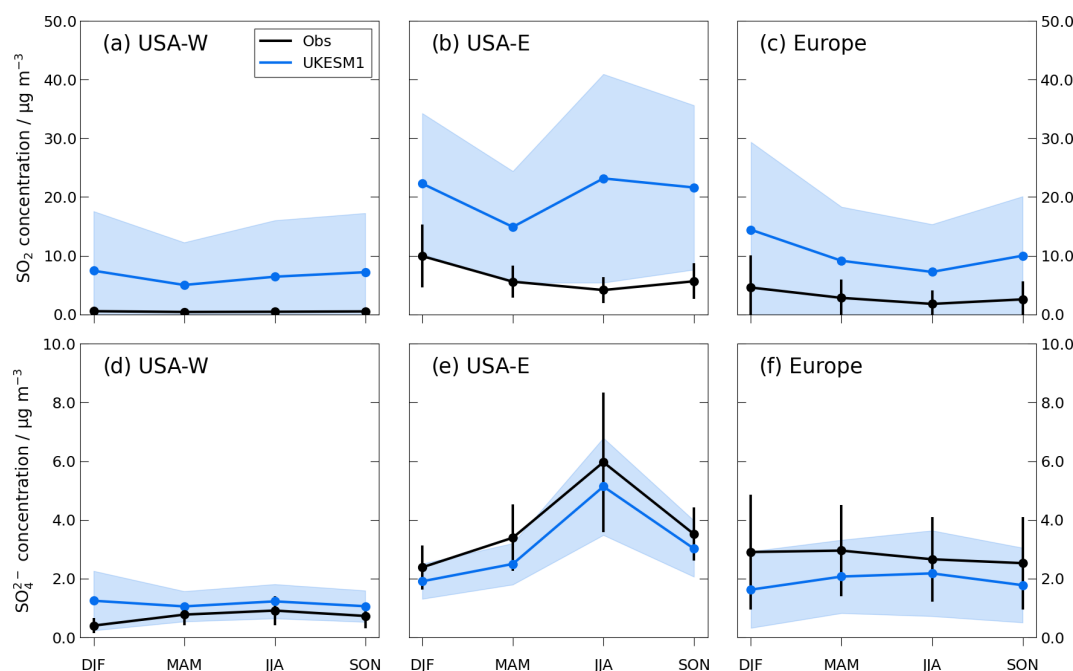 50.0 50.0
(a) USA-W Obs UKESM1 (b) USA-E (c) Europe
40.0 40.0
30.0 30.0
20.0 20.0
10.0 10.0
0.0 0.0
SO₂ concentration / μg m⁻³
DJF MAM JJA SON DJF MAM JJA SON DJF MAM JJA SON
10.0 10.0
(d) USA-W (e) USA-E (f) Europe
8.0 8.0
6.0 6.0
4.0 4.0
2.0 2.0
0.0 0.0
SO₄²⁻ concentration / μg m⁻³